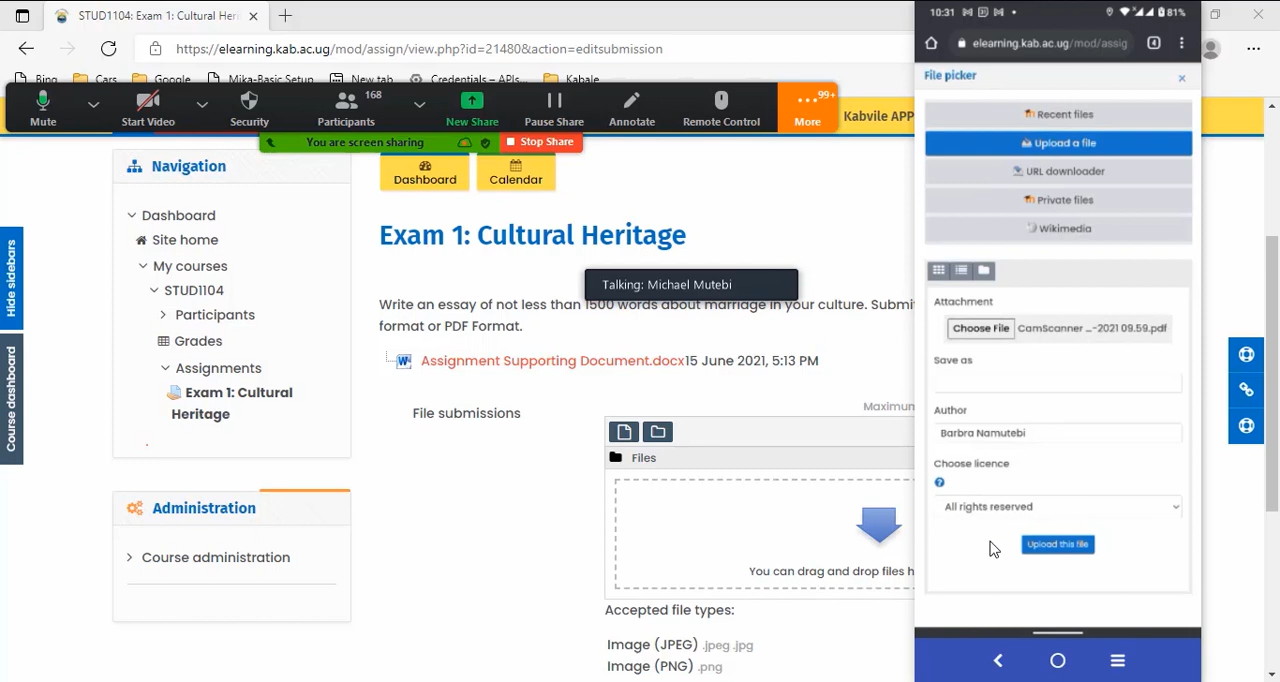 STUD1104: Exam 1: Cultural Heri
https://elearning.kab.ac.ug/mod/assign/view.php?id=21480&action=editsubmission
Bing
Cars
Google
Mika-Basic Setup
New tab
Credentials – APIs...
Kabale
Mute
Start Video
Security
168
Participants
New Share
Pause Share
Annotate
Remote Control
99+
More
You are screen sharing
Stop Share
Kabvile APP
Hide sidebars
Course dashboard
Navigation
Dashboard
Site home
My courses
STUD1104
Participants
Grades
Assignments
Exam 1: Cultural
Heritage
Administration
Course administration
Dashboard
Calendar
Exam 1: Cultural Heritage
Talking: Michael Mutebi
Write an essay of not less than 1500 words about marriage in your culture. Submi
format or PDF Format.
Assignment Supporting Document.docx 15 June 2021, 5:13 PM
File submissions
Maximum
Files
You can drag and drop files h
Accepted file types:
Image (JPEG) .jpeg .jpg
Image (PNG) .png
10:31
31
81%
elearning.kab.ac.ug/mod/assig
4
File picker
Recent files
Upload a file
URL downloader
Private files
Wikimedia
Attachment
Choose File CamScanner ...-2021 09.59.pdf
Save as
Author
Barbra Namutebi
Choose licence
All rights reserved
Upload this file